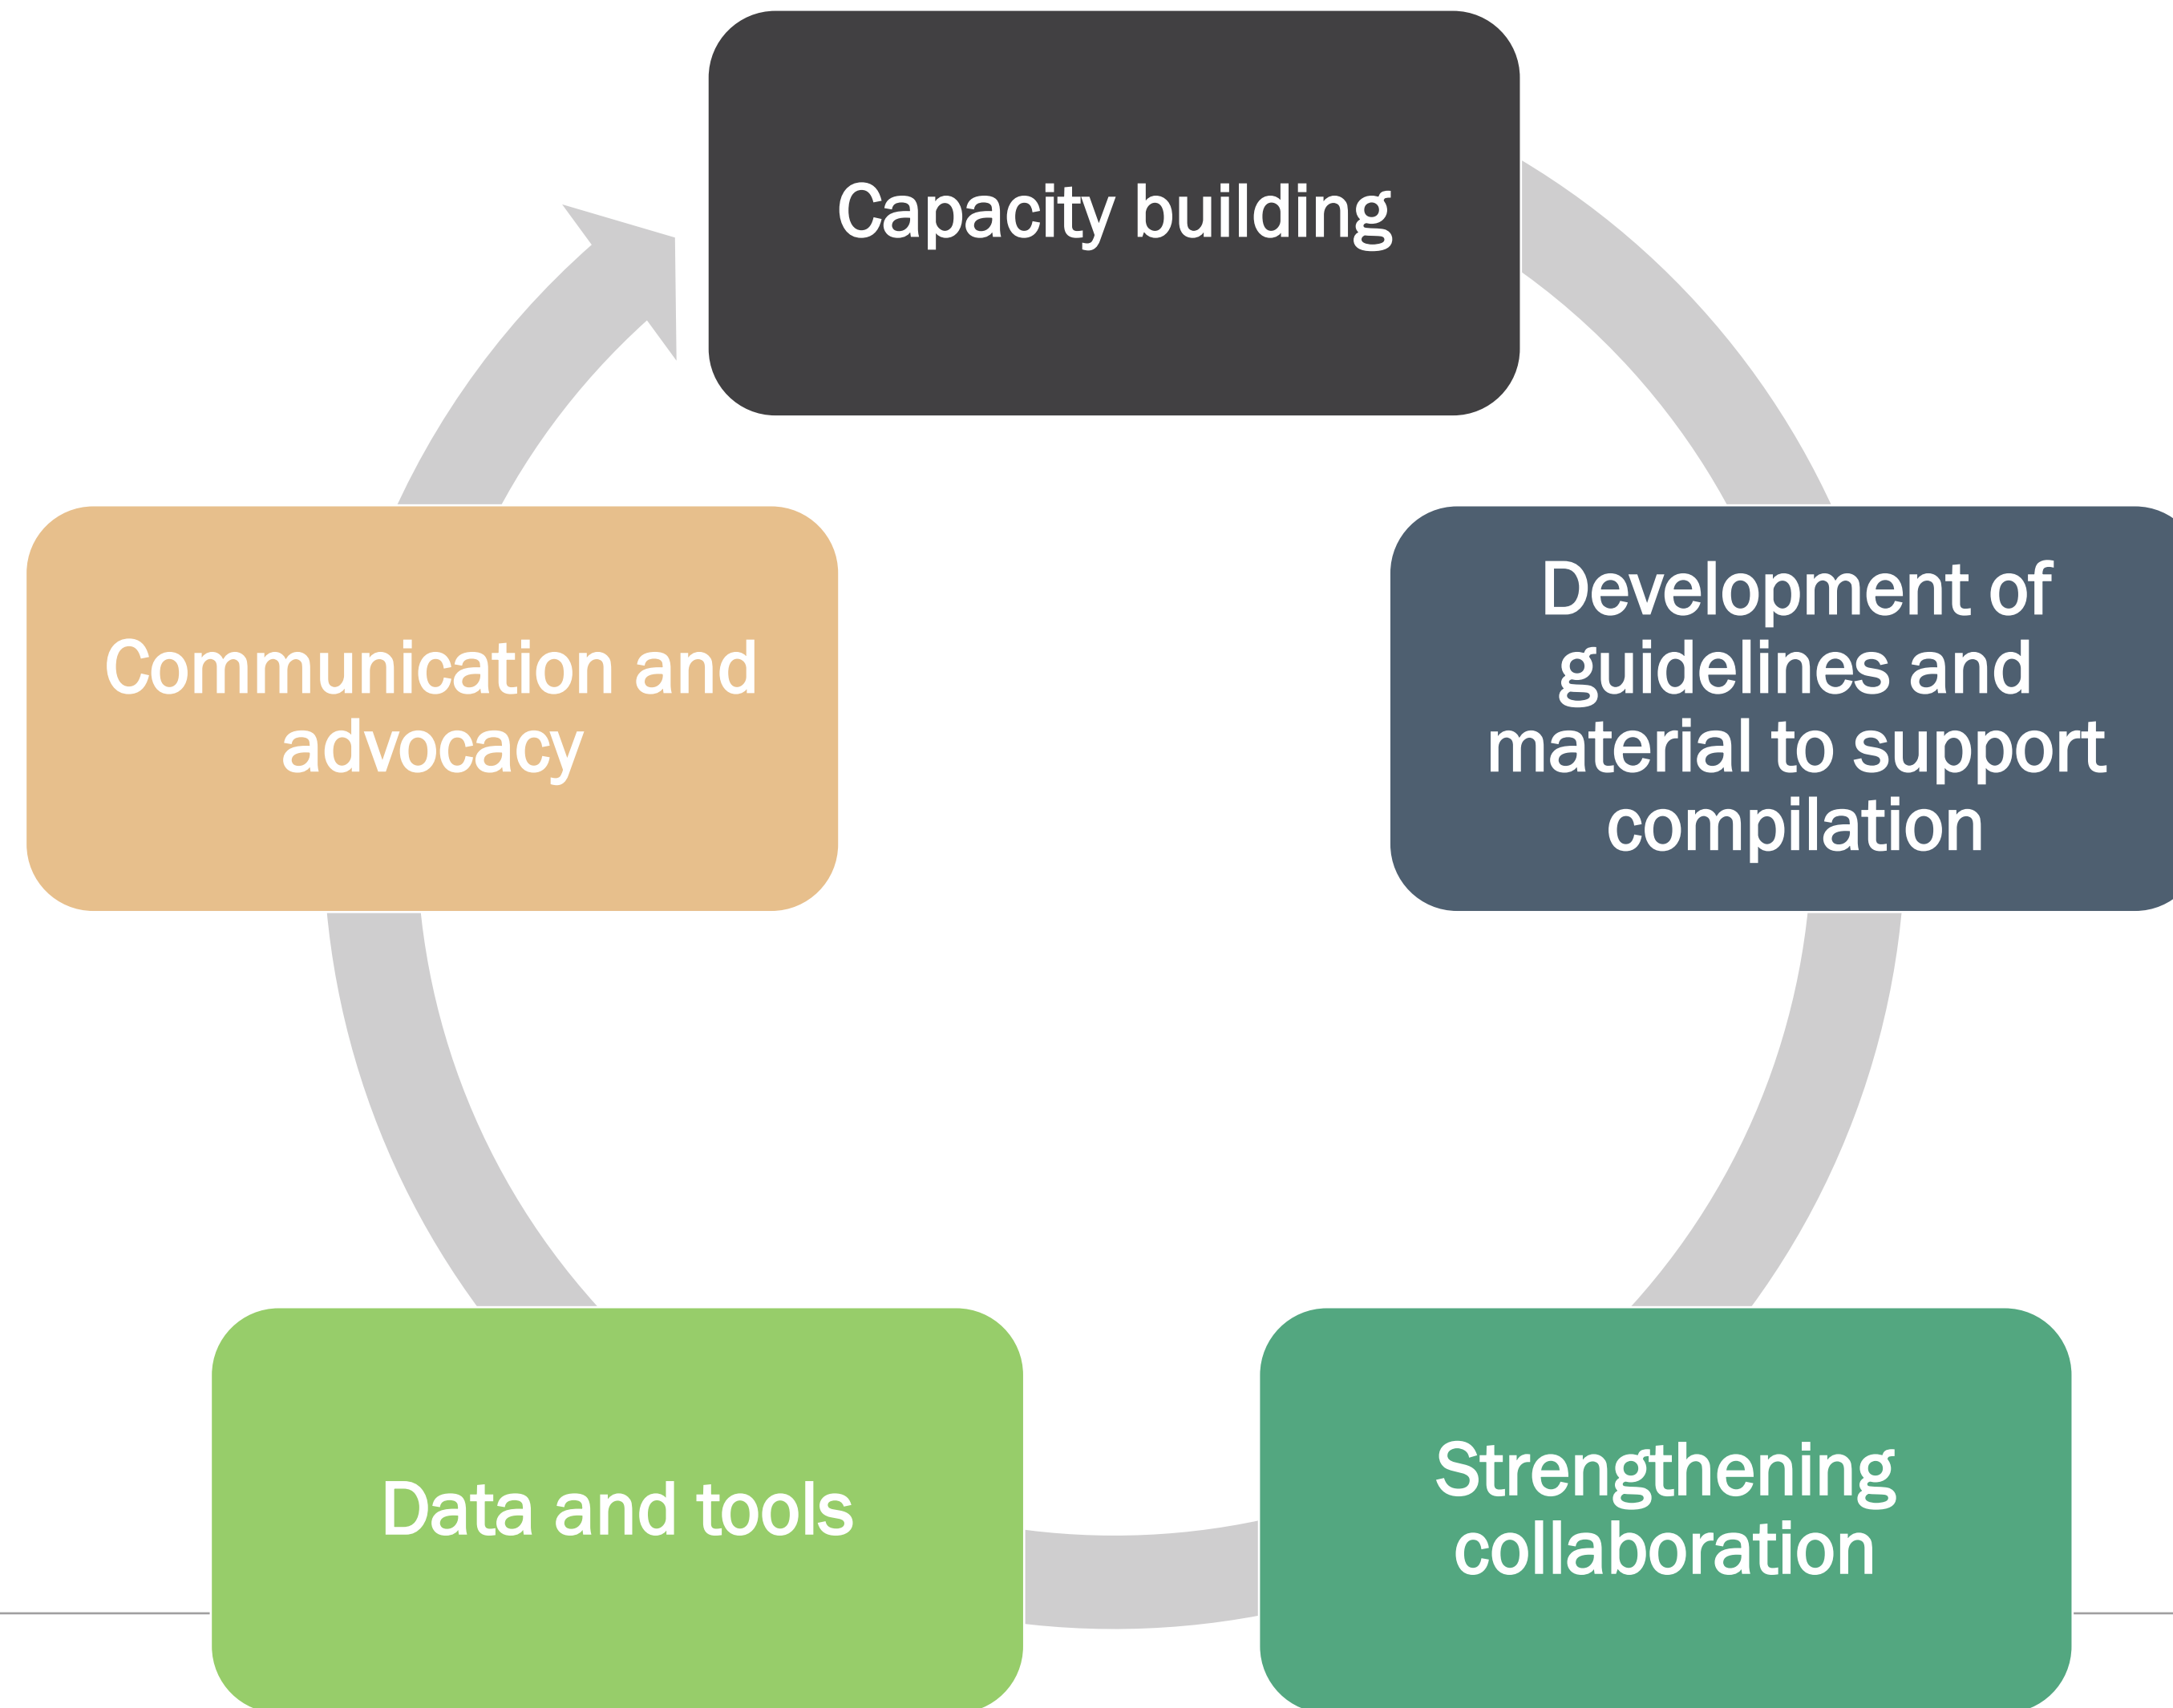 Capacity building
Development of
guidelines and
material to support
compilation
Strengthening
collaboration
Data and tools
Communication and
advocacy